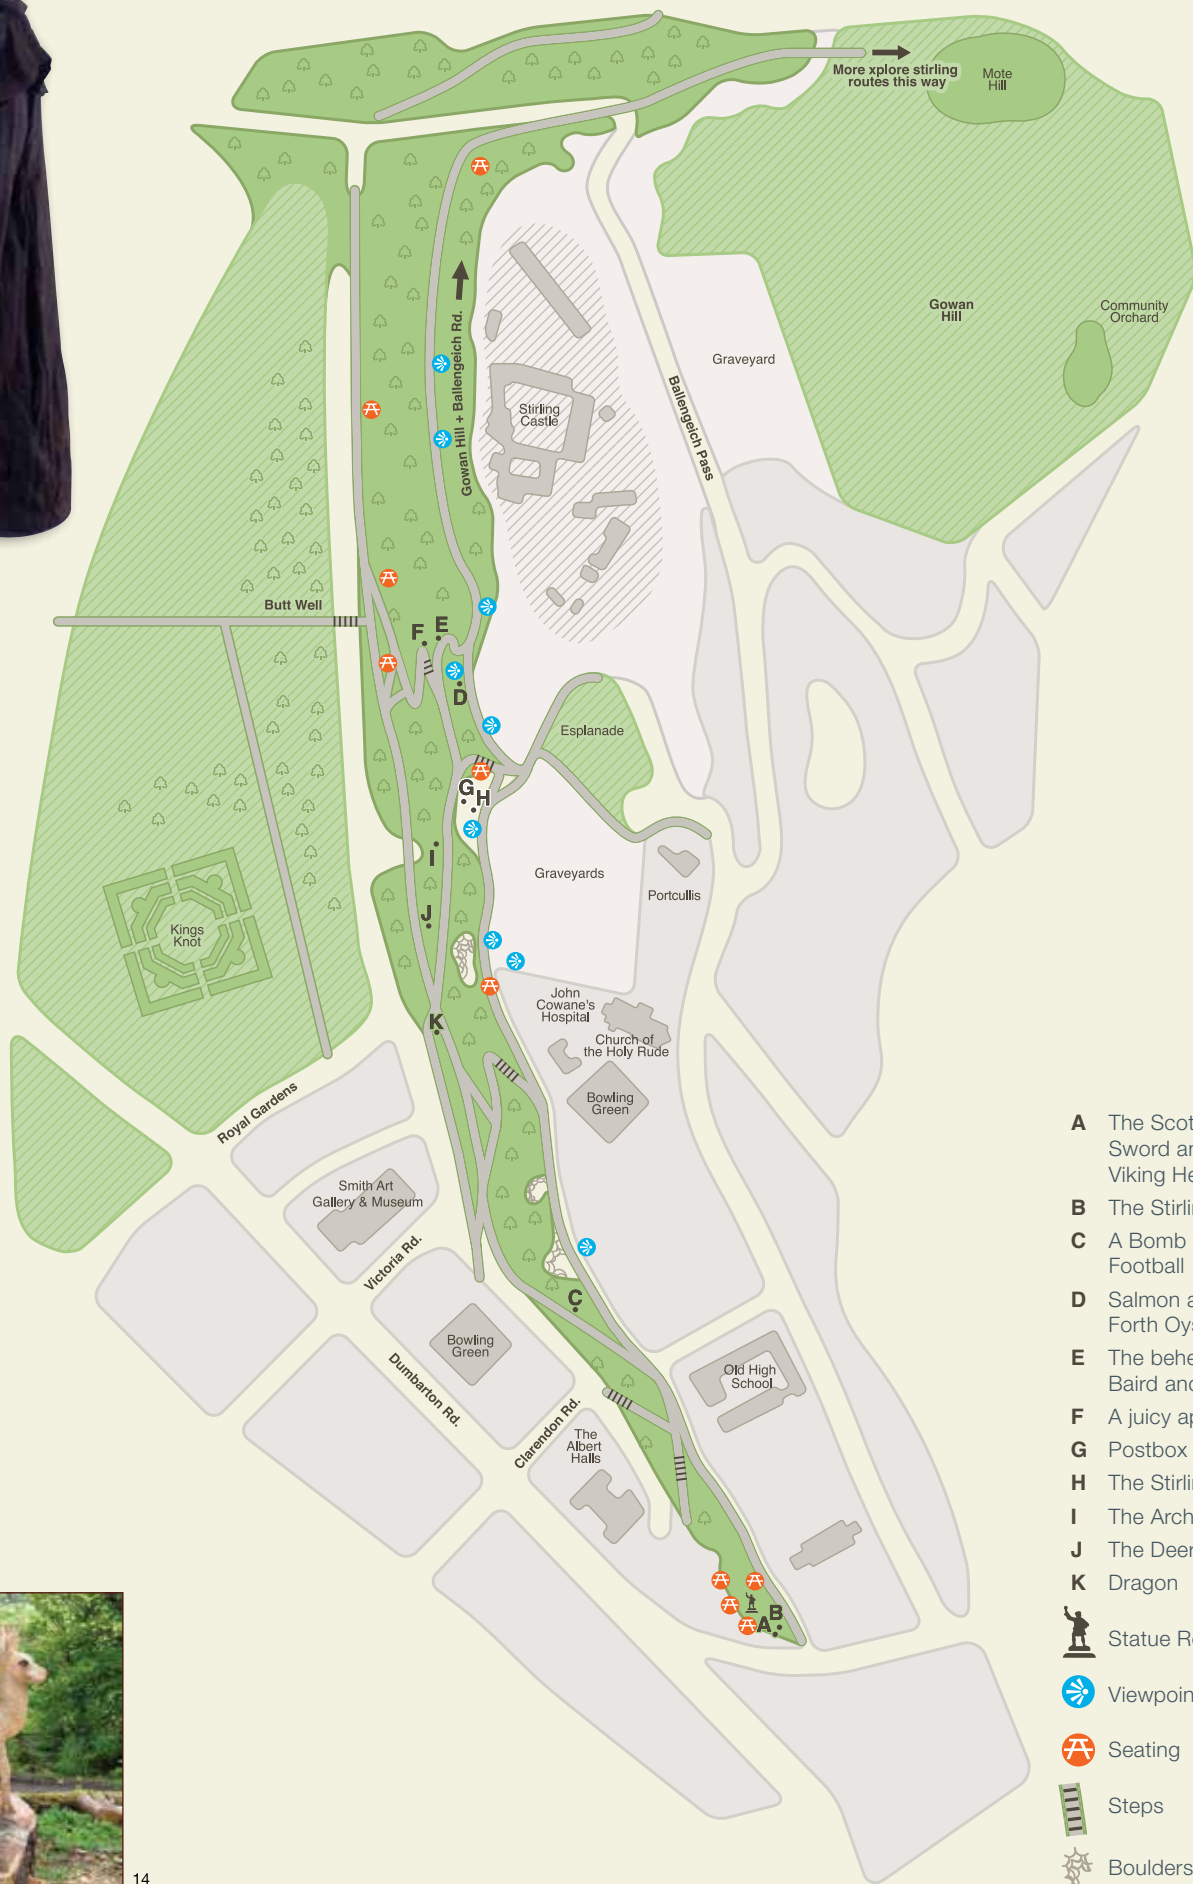 More xplore stirling
routes this way
Mote
Hill
Gowan
Hill
Community
Orchard
Graveyard
Ballengeich Pass
Gowan Hill + Ballengeich Rd.
Stirling
Castle
Butt Well
F
E
D
Esplanade
G
H
I
Graveyards
Portcullis
J
Kings
Knot
K
John
Cowane's
Hospital
Church of
the Holy Rude
Bowling
Green
Royal Gardens
Smith Art
Gallery & Museum
Victoria Rd.
Bowling
Green
Dumbarton Rd.
Clarendon Rd.
C
Old High
School
The
Albert
Halls
B
A
A The Scot
Sword an
Viking He
B The Stirlin
C A Bomb
Football
D Salmon a
Forth Oys
E The behe
Baird and
F A juicy ap
G Postbox
H The Stirlin
I The Arch
J The Deer
K Dragon
Statue Ro
Viewpoin
Seating
Steps
Boulders
14